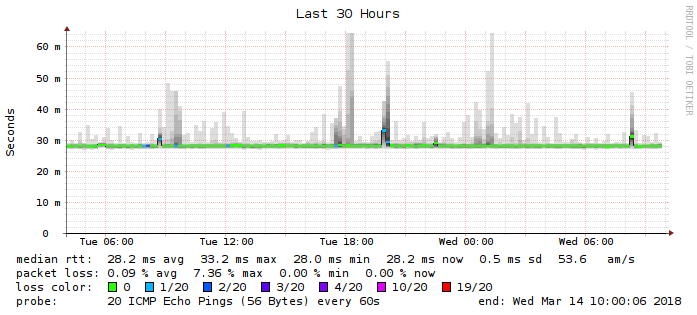 Last 30 Hours
RRDTOOL / TOBI OETIKER
Seconds
60 m
50 m
40 m
30 m
20 m
10 m
0
Tue 06:00 Tue 12:00 Tue 18:00 Wed 00:00 Wed 06:00
median rtt: 28.2 ms avg 33.2 ms max 28.0 ms min 28.2 ms now 0.5 ms sd 53.6 am/s
packet loss: 0.09 % avg 7.36 % max 0.00 % min 0.00 % now
loss color: 0 1/20 2/20 3/20 4/20 10/20 19/20
probe: 20 ICMP Echo Pings (56 Bytes) every 60s end: Wed Mar 14 10:00:06 2018